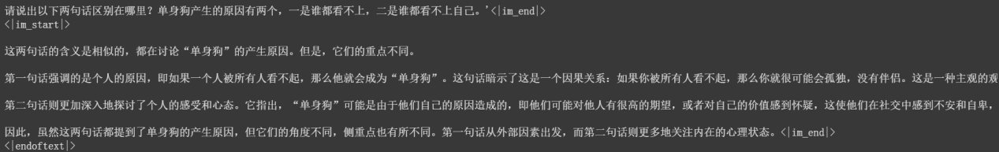 请说出以下两句话区别在哪里？单身狗产生的原因有两个，一是谁都看不上，二是谁都看不上自己。'<|im_end|>
<|im_start|>
这两句话的含义是相似的，都在讨论“单身狗”的产生原因。但是，它们的重点不同。
第一句话强调的是个人的原因，即如果一个人被所有人看不起，那么他就会成为“单身狗”。这句话暗示了这是一个因果关系：如果你被所有人看不起，那么你就很可能会孤独，没有伴侣。这是一种主观的观
第二句话则更加深入地探讨了个人的感受和心态。它指出，“单身狗”可能是由于他们自己的原因造成的，即他们可能对他人有很高的期望，或者对自己的价值感到怀疑，这使他们在社交中感到不安和自卑，
因此，虽然这两句话都提到了单身狗的产生原因，但它们的角度不同，侧重点也有所不同。第一句话从外部因素出发，而第二句话则更多地关注内在的心理状态。<|im_end|>
<|endoftext|>